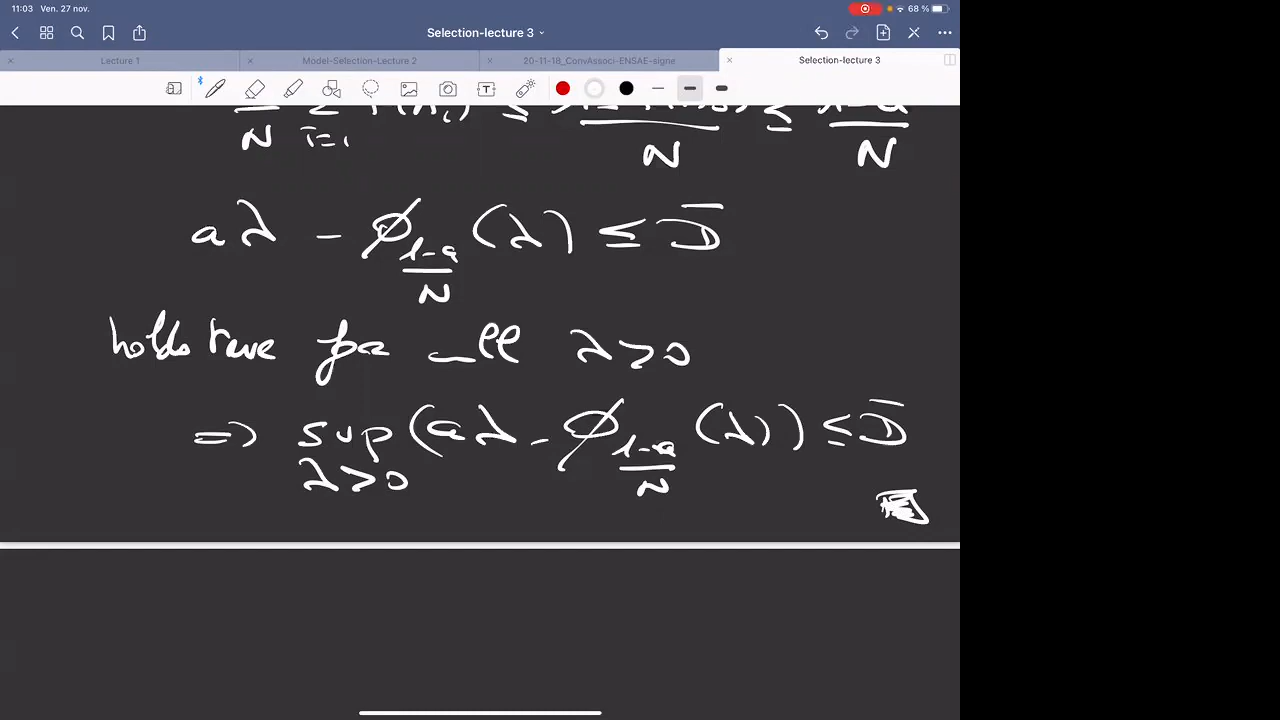 11:03 Ven. 27 nov. 68 %
Selection-lecture 3
Lecture 1 Model-Selection-Lecture 2 20-11-18_ConvAssoci-ENSAE-signe Selection-lecture 3
N i=1 N N
aλ - ϕ_{(1-a)/N}(λ) ≤ D̅
holds true for all λ>0
=> sup_{λ>0}(aλ - ϕ_{(1-a)/N}(λ)) ≤ D̅